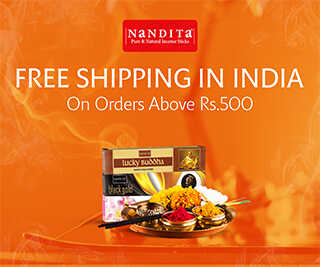 NANDITA
Pure & Natural Incense Sticks
FREE SHIPPING IN INDIA
On Orders Above Rs.500
lucky buddha
black gold